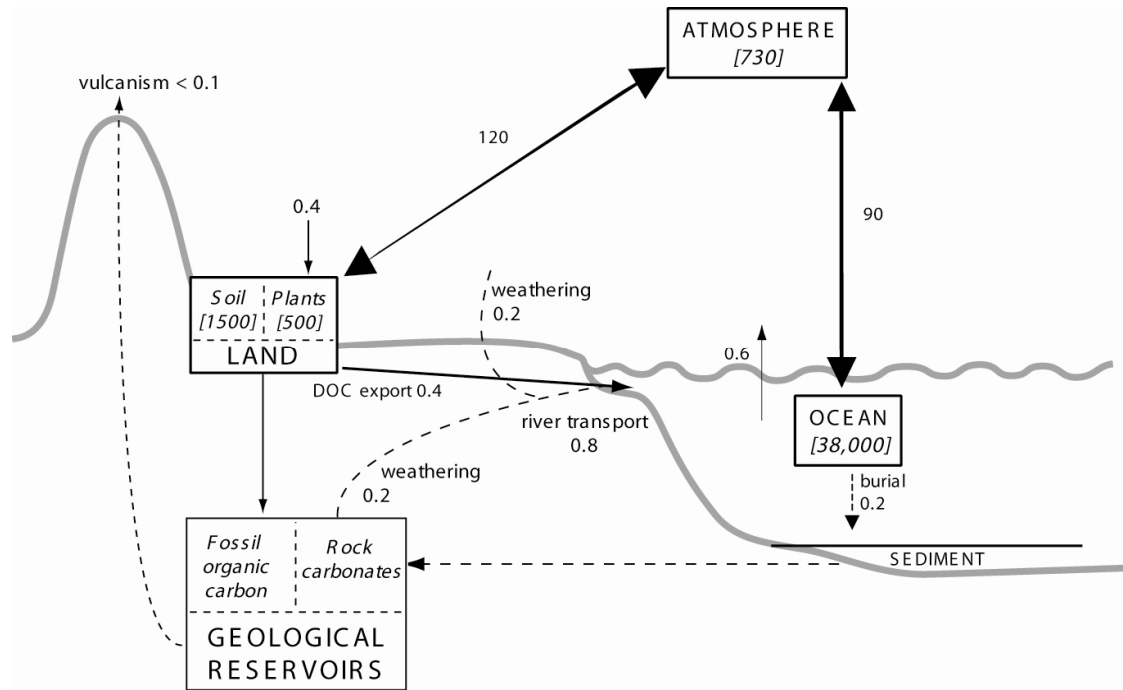 ATMOSPHERE
[730]
vulcanism < 0.1
120
90
0.4
Soil
[1500]
Plants
[500]
LAND
weathering
0.2
DOC export 0.4
river transport
0.8
0.6
OCEAN
[38,000]
burial
0.2
weathering
0.2
SEDIMENT
Fossil
organic
carbon
Rock
carbonates
GEOLOGICAL
RESERVOIRS